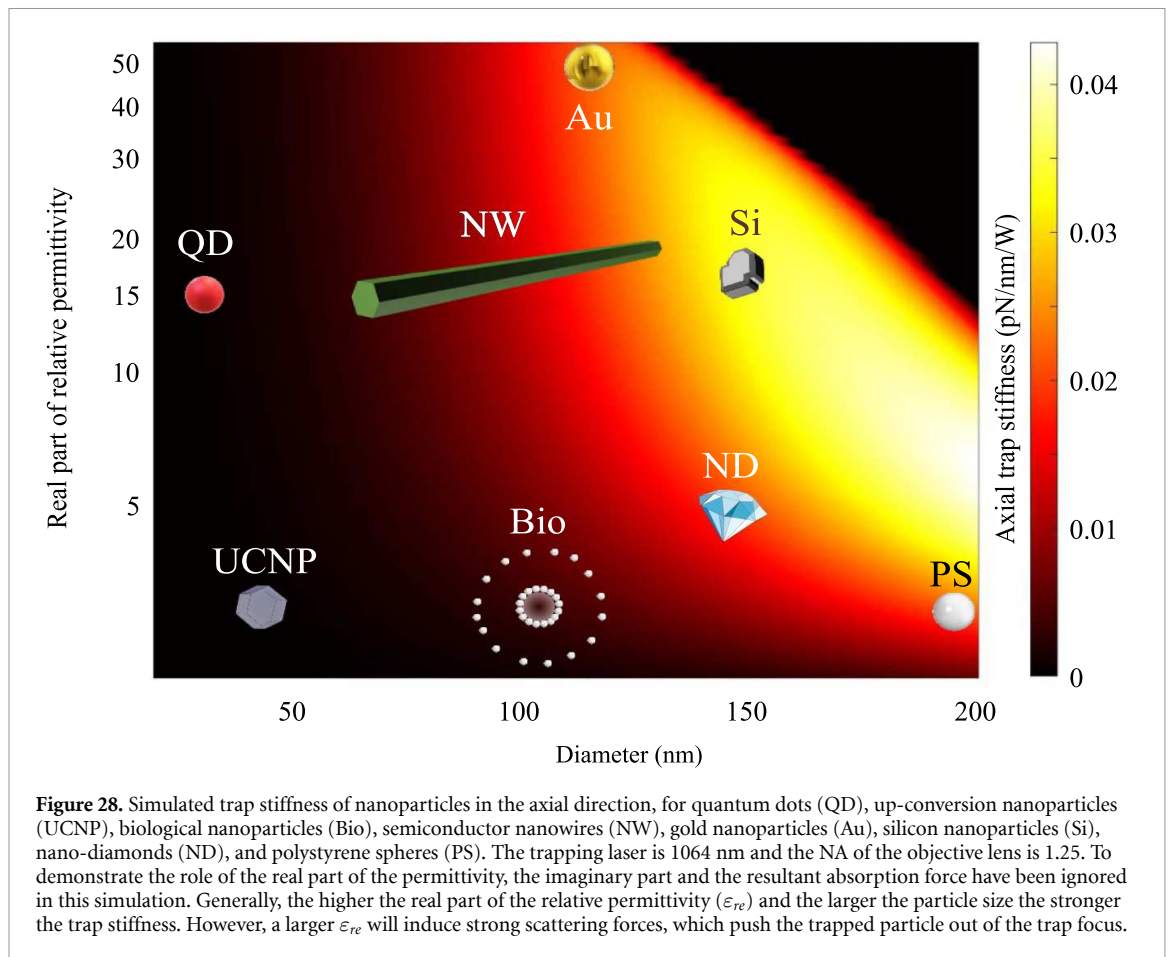 50
40
30
20
15
10
5
Real part of relative permittivity
Au
QD
NW
Si
ND
Bio
UCNP
PS
50
100
150
200
Diameter (nm)
0.04
0.03
0.02
0.01
0
Axial trap stiffness (pN/nm/W)
Figure 28. Simulated trap stiffness of nanoparticles in the axial direction, for quantum dots (QD), up-conversion nanoparticles
(UCNP), biological nanoparticles (Bio), semiconductor nanowires (NW), gold nanoparticles (Au), silicon nanoparticles (Si),
nano-diamonds (ND), and polystyrene spheres (PS). The trapping laser is 1064 nm and the NA of the objective lens is 1.25. To
demonstrate the role of the real part of the permittivity, the imaginary part and the resultant absorption force have been ignored
in this simulation. Generally, the higher the real part of the relative permittivity (εre) and the larger the particle size the stronger
the trap stiffness. However, a larger εre will induce strong scattering forces, which push the trapped particle out of the trap focus.